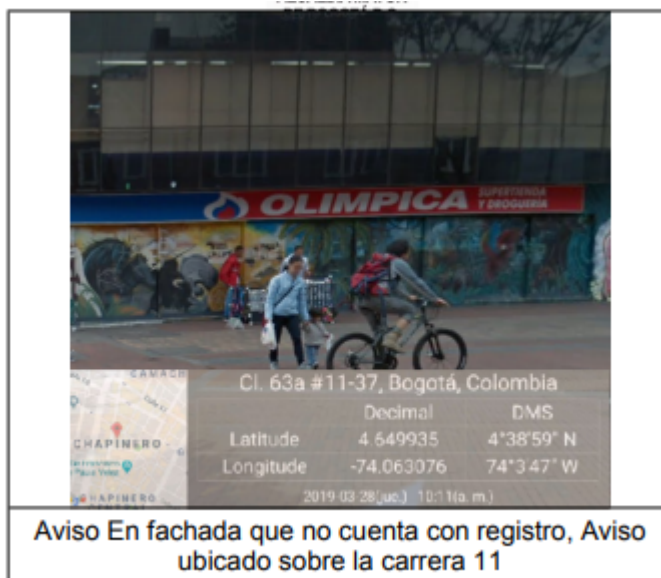 OLIMPICA
SUPERTIENDA
Y DROGUERÍA
CHAPINERO
Cl. 63a #11-37, Bogotá, Colombia
Decimal DMS
Latitude 4.649935 4°38'59" N
Longitude -74.063076 74°3'47" W
2019-03-28(jue.) 10:11(a. m.)
Aviso En fachada que no cuenta con registro, Aviso
ubicado sobre la carrera 11